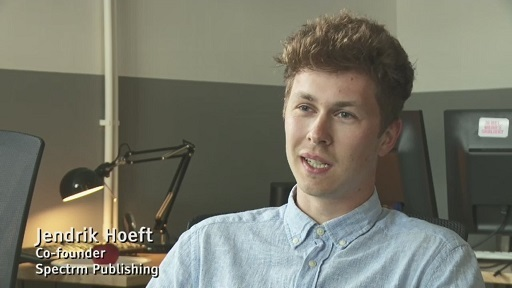 Jendrik Hoeft
Co-founder
Spectrm Publishing